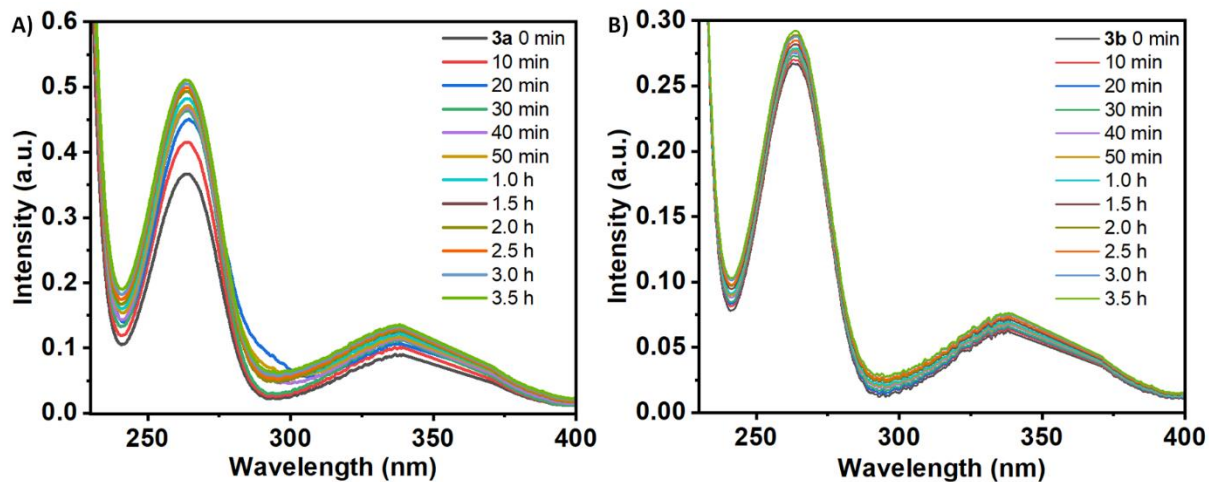 A)
0.6
0.5
0.4
0.3
0.2
0.1
0.0
Intensity (a.u.)
250 300 350 400
Wavelength (nm)
3a 0 min
10 min
20 min
30 min
40 min
50 min
1.0 h
1.5 h
2.0 h
2.5 h
3.0 h
3.5 h
B)
0.30
0.25
0.20
0.15
0.10
0.05
0.00
Intensity (a.u.)
250 300 350 400
Wavelength (nm)
3b 0 min
10 min
20 min
30 min
40 min
50 min
1.0 h
1.5 h
2.0 h
2.5 h
3.0 h
3.5 h